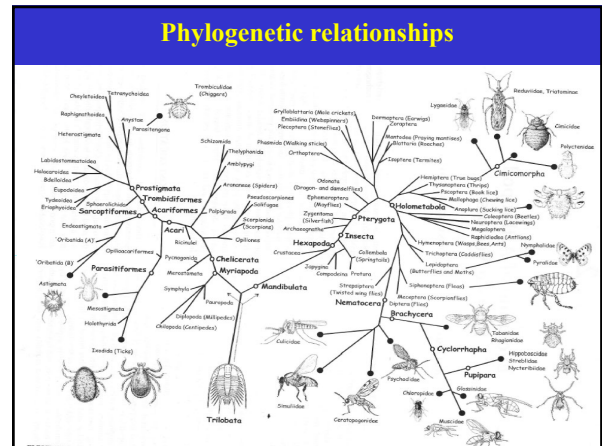 Phylogenetic relationships
Cheyletoidea
Tetranychoidea
Trombiculidae
(Chiggers)
Raphignathoidea
Anystae
Parasitengona
Heterostigmata
Labidostommatoidea
Halacaroidea
Bdelloidea
Eupodoidea
Tydeoidea
Eriophyoidea
Prostigmata
Sphaerolichida
Trombidiformes
Sarcoptiformes
Acariformes
Endeostigmata
Acari
"Oribatida (A)
Ricinulei
Opilioacariformes
"Oribatida (B)
Parasitiformes
Astigmata
Mesostigmata
Holothyrida
Ixodida (Ticks)
Schizomida
Thelyphonida
Amblypygi
Araneae (Spiders)
Pseudoscorpiones
Solifugae
Palpigrada
Scorpionida
(Scorpions)
Opiliones
Pycnogonida
Chelicerata
Merostomata
Myriapoda
Symphyla
Pauropoda
Diplopoda (Millipedes)
Chilopoda (Centipedes)
Mandibulata
Trilobata
Crustacea
Hexapoda
Insecta
Collembola
(Springtails)
Japygina
Campodeina
Protura
Archaeognatha
Zygentoma
(Silverfish)
Ephemeroptera
(Mayflies)
Odonata
(Dragon- and damselflies)
Pterygota
Orthoptera
Phasmida (Walking sticks)
Plecoptera (Stoneflies)
Embiidina (Webspinners)
Grylloblattaria (Mole crickets)
Dermaptera (Earwigs)
Zoraptera
Mantodea (Praying mantises)
Blattaria (Roaches)
Isoptera (Termites)
Hemiptera (True bugs)
Thysanoptera (Thrips)
Psocoptera (Book lice)
Mallophaga (Chewing lice)
Anoplura (Sucking lice)
Holometabola
Coleoptera (Beetles)
Neuroptera (Lacewings)
Megaloptera
Raphidiodea (Antlions)
Hymenoptera (Wasps, Bees, Ants)
Trichoptera (Caddisflies)
Lepidoptera
(Butterflies and Moths)
Nymphalidae
Pyralidae
Siphonaptera (Fleas)
Strepsiptera
(Twisted wing flies)
Mecoptera (Scorpionflies)
Diptera (Flies)
Nematocera
Brachycera
Lygaeidae
Reduviidae, Triatominae
Cimicidae
Polyctenidae
Cimicomorpha
Tabanidae
Rhagionidae
Cyclorrhapha
Hippoboscidae
Streblidae
Nycteribiidae
Pupipara
Glossinidae
Chloropidae
Muscidae
Culicidae
Simuliidae
Ceratopogonidae
Psychodidae